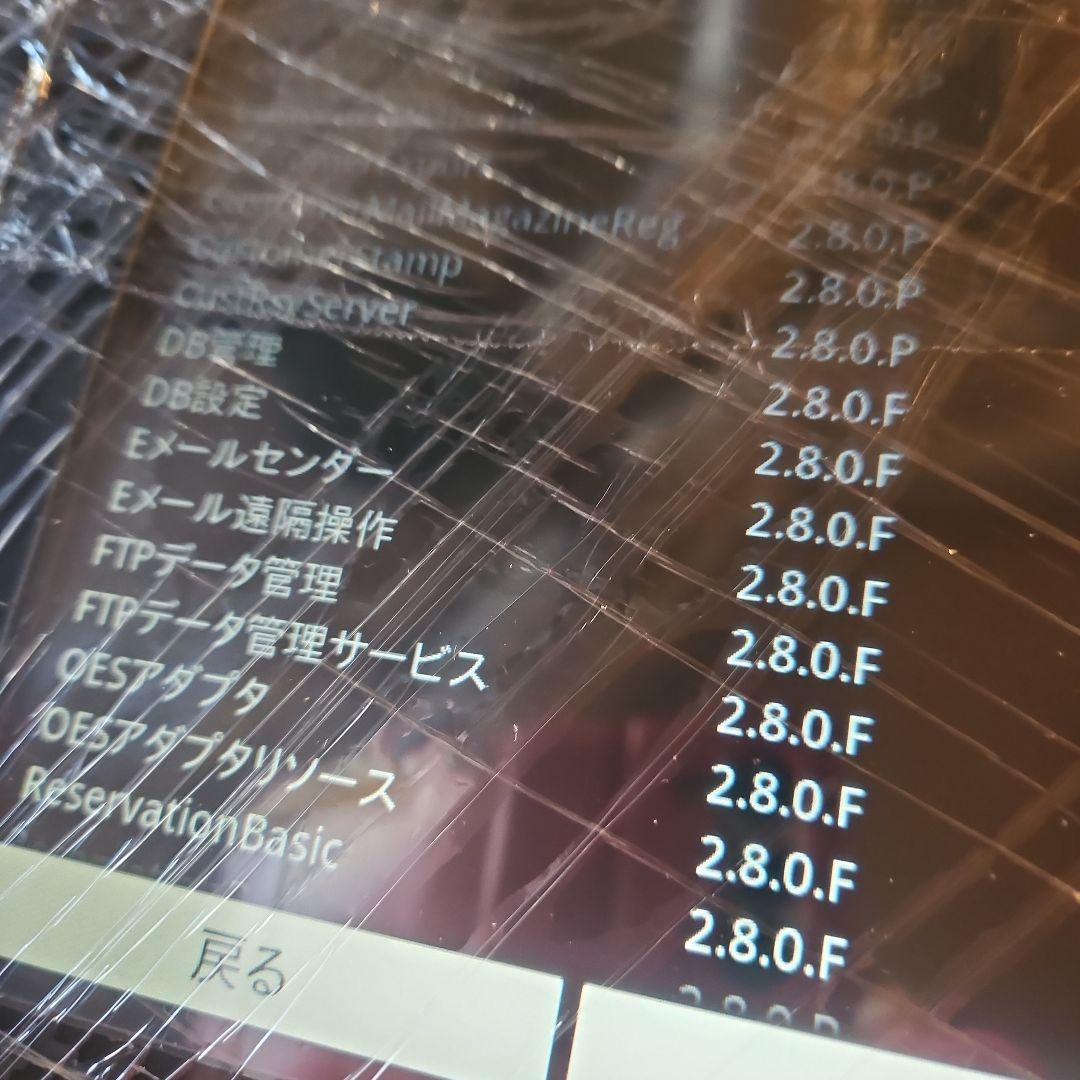 MailMagazineReg 2.8.0.P
CustomerStamp 2.8.0.P
CustRsvServer 2.8.0.P
DB管理 2.8.0.F
DB設定 2.8.0.F
Eメールセンダー 2.8.0.F
Eメール遠隔操作 2.8.0.F
FTPデータ管理 2.8.0.F
FTPデータ管理サービス 2.8.0.F
OESアダプタ 2.8.0.F
OESアダプタリソース 2.8.0.F
ReservationBasic 2.8.0.F
戻る